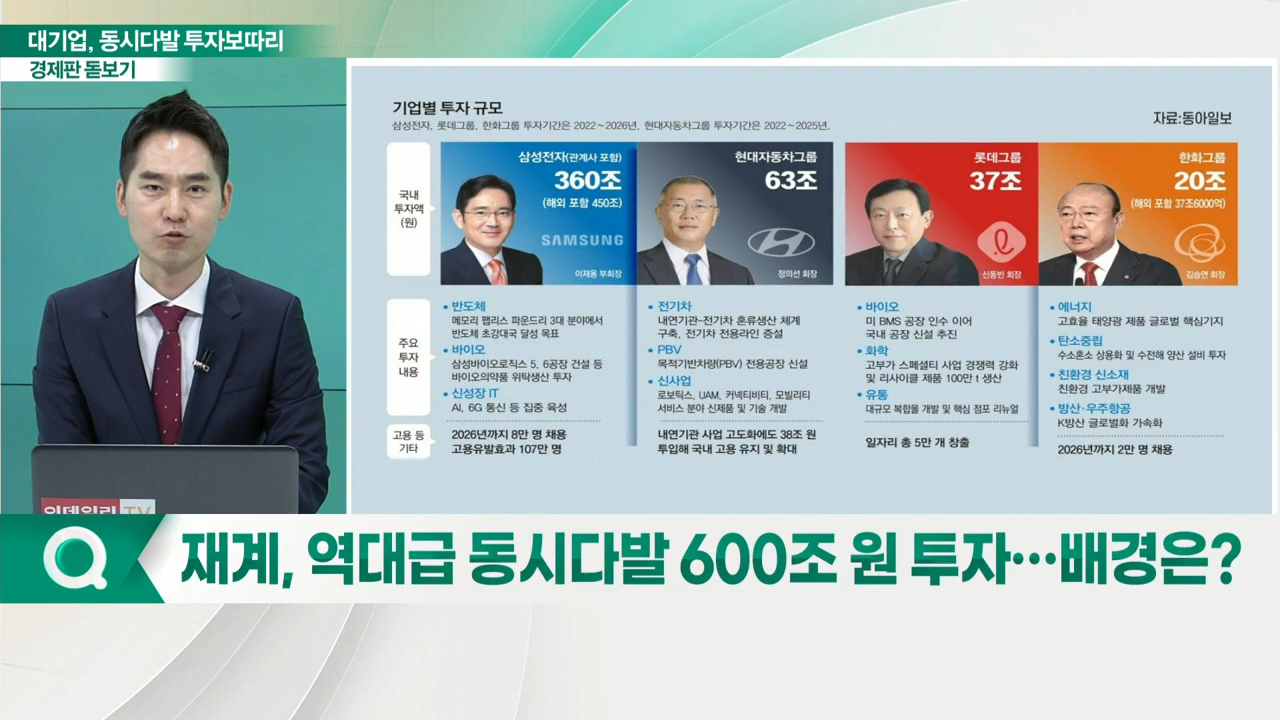 대기업, 동시다발 투자보따리
경제판 돋보기
기업별 투자 규모
삼성전자, 롯데그룹, 한화그룹 투자기간은 2022~2026년, 현대자동차그룹 투자기간은 2022~2025년.
자료:동아일보
국내
투자액
(원)
삼성전자(관계사 포함)
360조
(해외 포함 450조)
SAMSUNG
이재용 부회장
현대자동차그룹
63조
정의선 회장
롯데그룹
37조
신동빈 회장
한화그룹
20조
(해외 포함 37조6000억)
김승연 회장
주요
투자
내용
• 반도체
메모리 팹리스 파운드리 3대 분야에서
반도체 초강대국 달성 목표
• 바이오
삼성바이오로직스 5, 6공장 건설 등
바이오의약품 위탁생산 투자
• 신성장 IT
AI, 6G 통신 등 집중 육성
• 전기차
내연기관-전기차 혼류생산 체계
구축, 전기차 전용라인 증설
• PBV
목적기반차량(PBV) 전용공장 신설
• 신사업
로보틱스, UAM, 커넥티비티, 모빌리티
서비스 분야 신제품 및 기술 개발
• 바이오
미 BMS 공장 인수 이어
국내 공장 신설 추진
• 화학
고부가 스페셜티 사업 경쟁력 강화
및 리사이클 제품 100만 t 생산
• 유통
대규모 복합몰 개발 및 핵심 점포 리뉴얼
• 에너지
고효율 태양광 제품 글로벌 핵심기지
• 탄소중립
수소혼소 상용화 및 수전해 양산 설비 투자
• 친환경 신소재
친환경 고부가제품 개발
• 방산·우주항공
K방산 글로벌화 가속화
고용 등
기타
2026년까지 8만 명 채용
고용유발효과 107만 명
내연기관 사업 고도화에도 38조 원
투입해 국내 고용 유지 및 확대
일자리 총 5만 개 창출
2026년까지 2만 명 채용
이데일리 TV
재계, 역대급 동시다발 600조 원 투자…배경은?